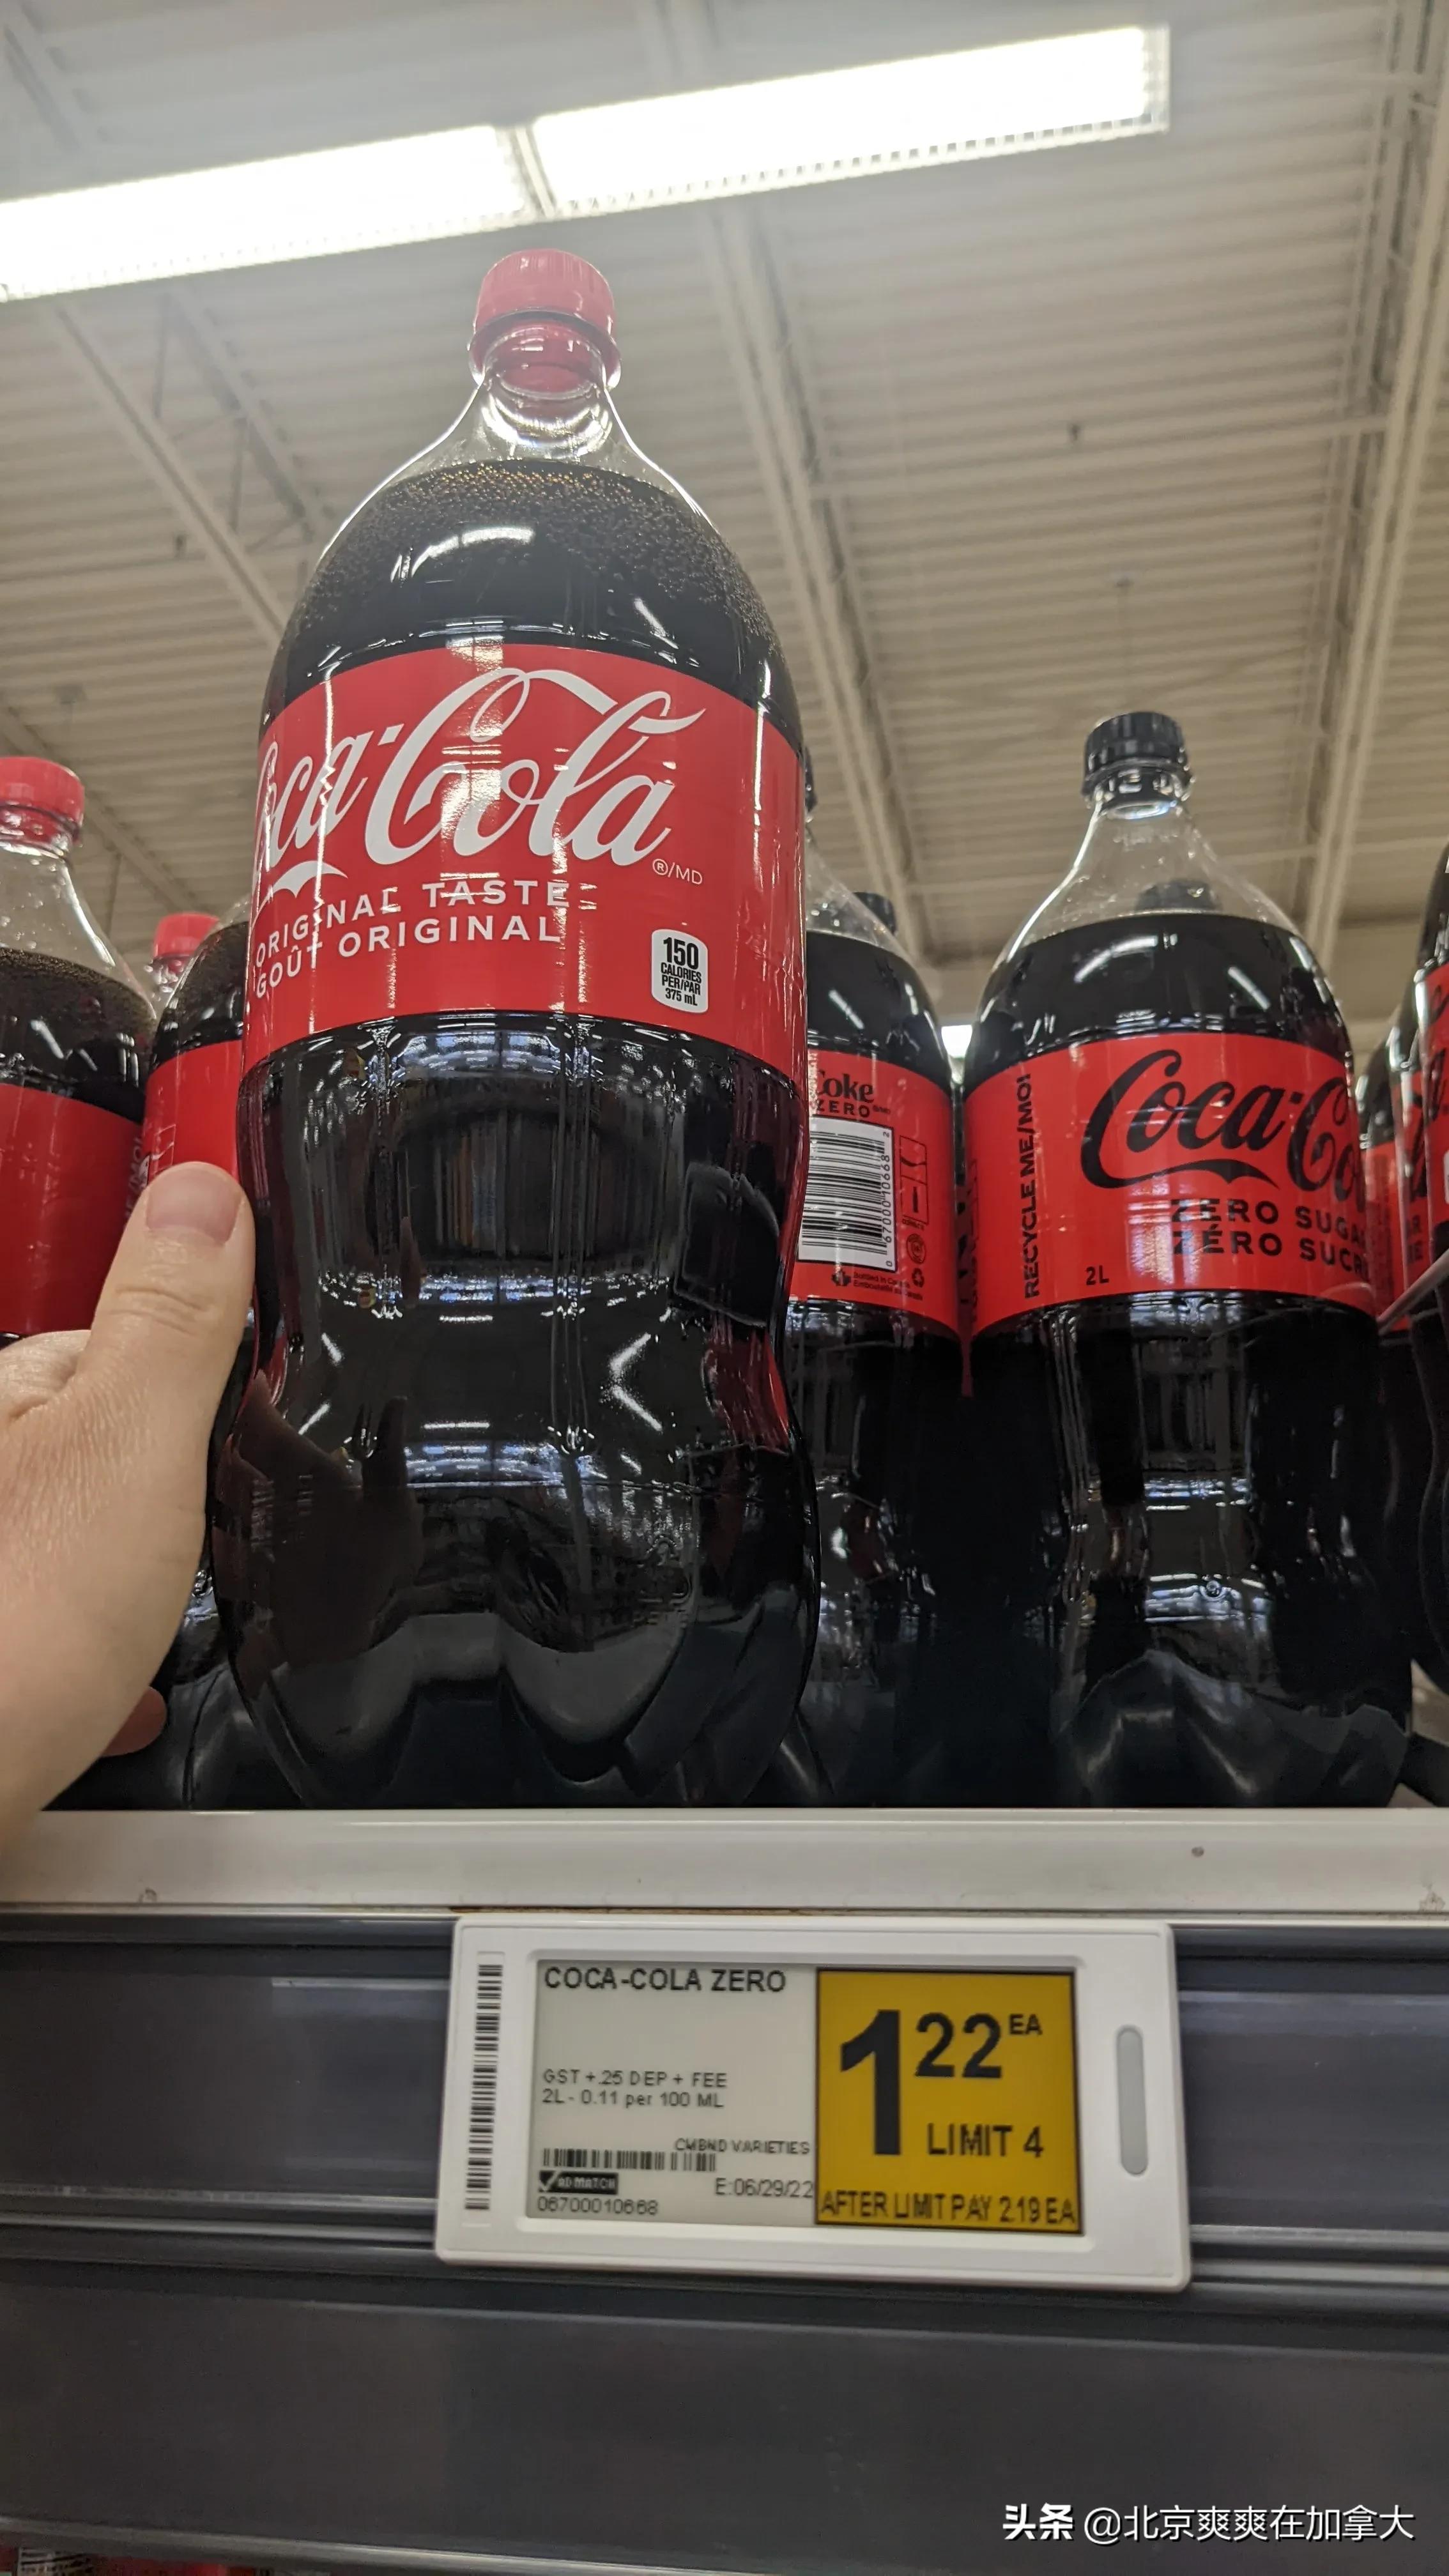 Coca-Cola
®/MD
ORIGINAL TASTE
GOÛT ORIGINAL
150
CALORIES
PER/PAR
375 mL
Coke
ZERO
RECYCLE ME/MOI
Coca-Co
ZERO SUGA
ZÉRO SUCR
2L
COCA-COLA ZERO
GST +.25 DEP + FEE
2L - 0.11 per 100 ML
CMBND VARIETIES
AD MATCH
E:06/29/22
06700010668
1 22 EA
LIMIT 4
AFTER LIMIT PAY 2.19 EA
头条 @北京爽爽在加拿大